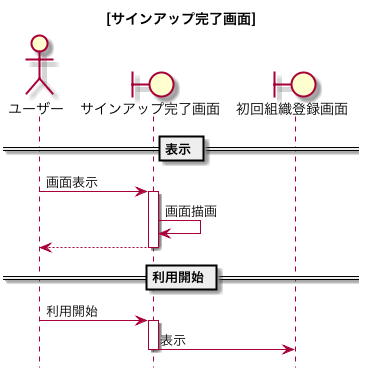 [サインアップ完了画面]
ユーザー
サインアップ完了画面
初回組織登録画面
表示
画面表示
画面描画
利用開始
利用開始
表示